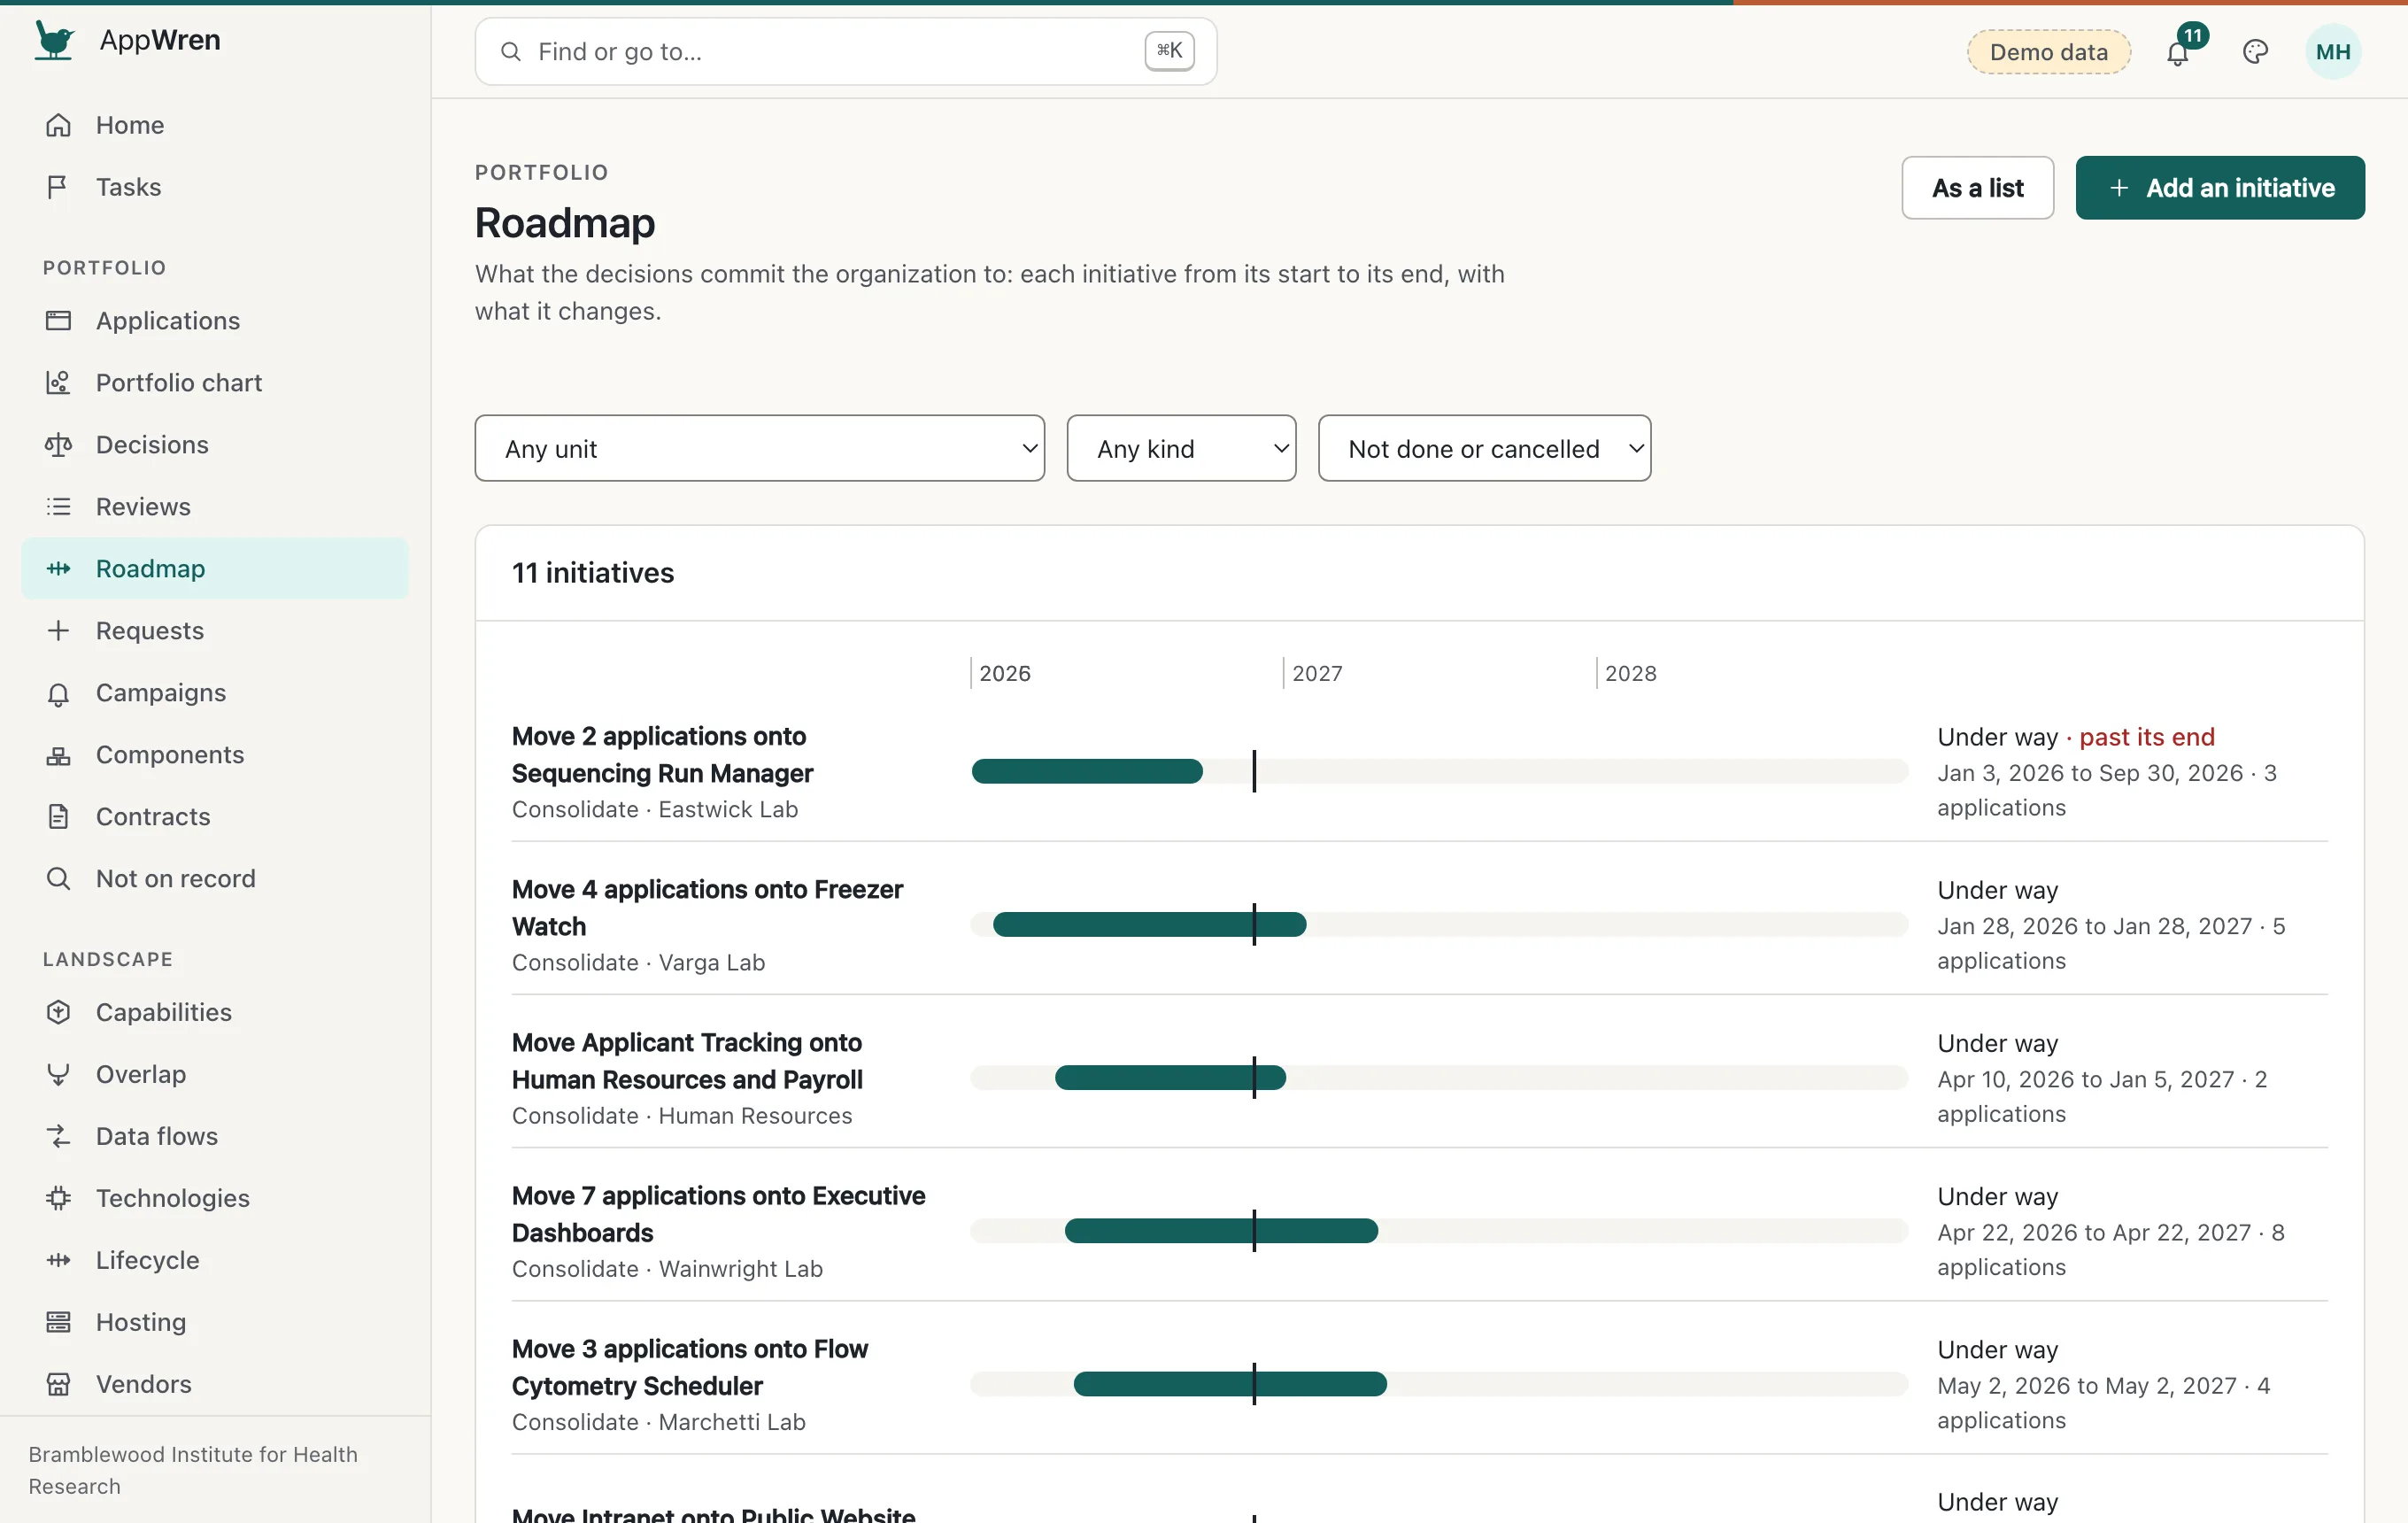 AppWren
Find or go to...
⌘K
Demo data
11
MH
Home
Tasks
PORTFOLIO
Applications
Portfolio chart
Decisions
Reviews
Roadmap
Requests
Campaigns
Components
Contracts
Not on record
LANDSCAPE
Capabilities
Overlap
Data flows
Technologies
Lifecycle
Hosting
Vendors
Bramblewood Institute for Health
Research
PORTFOLIO
Roadmap
What the decisions commit the organization to: each initiative from its start to its end, with
what it changes.
As a list
+ Add an initiative
Any unit
Any kind
Not done or cancelled
11 initiatives
2026
2027
2028
Move 2 applications onto
Sequencing Run Manager
Consolidate · Eastwick Lab
Under way · past its end
Jan 3, 2026 to Sep 30, 2026 · 3
applications
Move 4 applications onto Freezer
Watch
Consolidate · Varga Lab
Under way
Jan 28, 2026 to Jan 28, 2027 · 5
applications
Move Applicant Tracking onto
Human Resources and Payroll
Consolidate · Human Resources
Under way
Apr 10, 2026 to Jan 5, 2027 · 2
applications
Move 7 applications onto Executive
Dashboards
Consolidate · Wainwright Lab
Under way
Apr 22, 2026 to Apr 22, 2027 · 8
applications
Move 3 applications onto Flow
Cytometry Scheduler
Consolidate · Marchetti Lab
Under way
May 2, 2026 to May 2, 2027 · 4
applications
Move Intranet onto Public Website
Under way